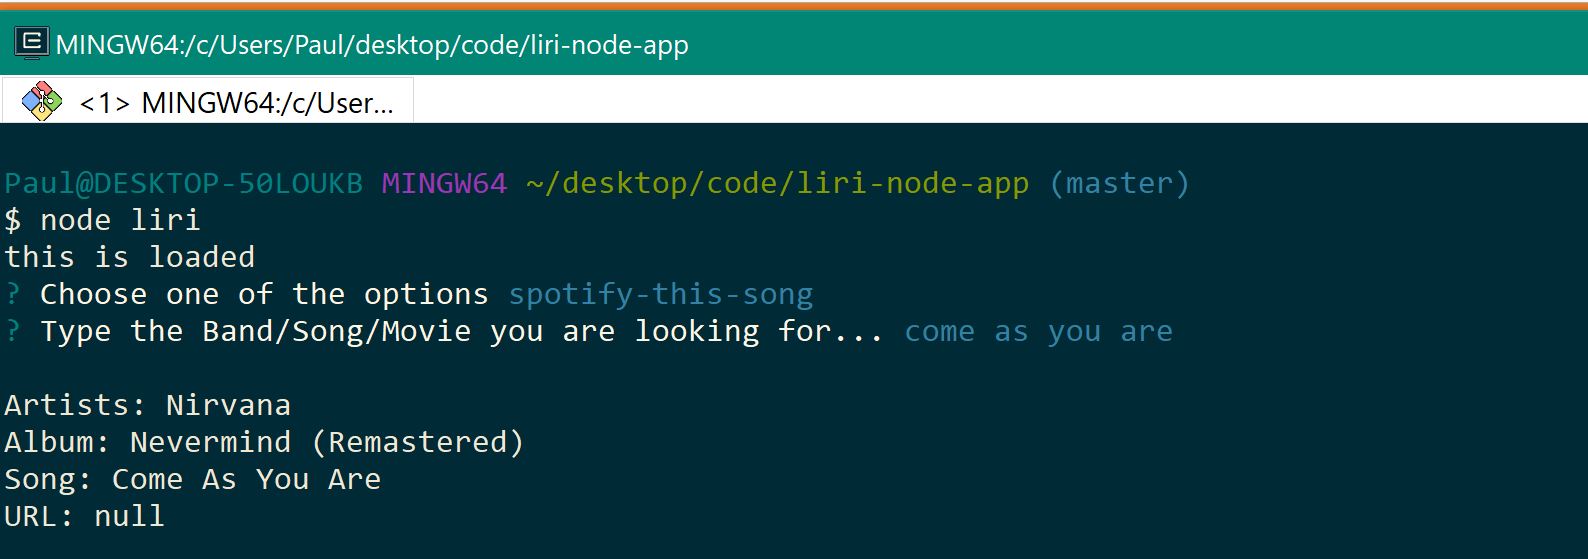 MINGW64:/c/Users/Paul/desktop/code/liri-node-app
<1> MINGW64:/c/User...
Paul@DESKTOP-50LOUKB MINGW64 ~/desktop/code/liri-node-app (master)
$ node liri
this is loaded
? Choose one of the options spotify-this-song
? Type the Band/Song/Movie you are looking for... come as you are
Artists: Nirvana
Album: Nevermind (Remastered)
Song: Come As You Are
URL: null